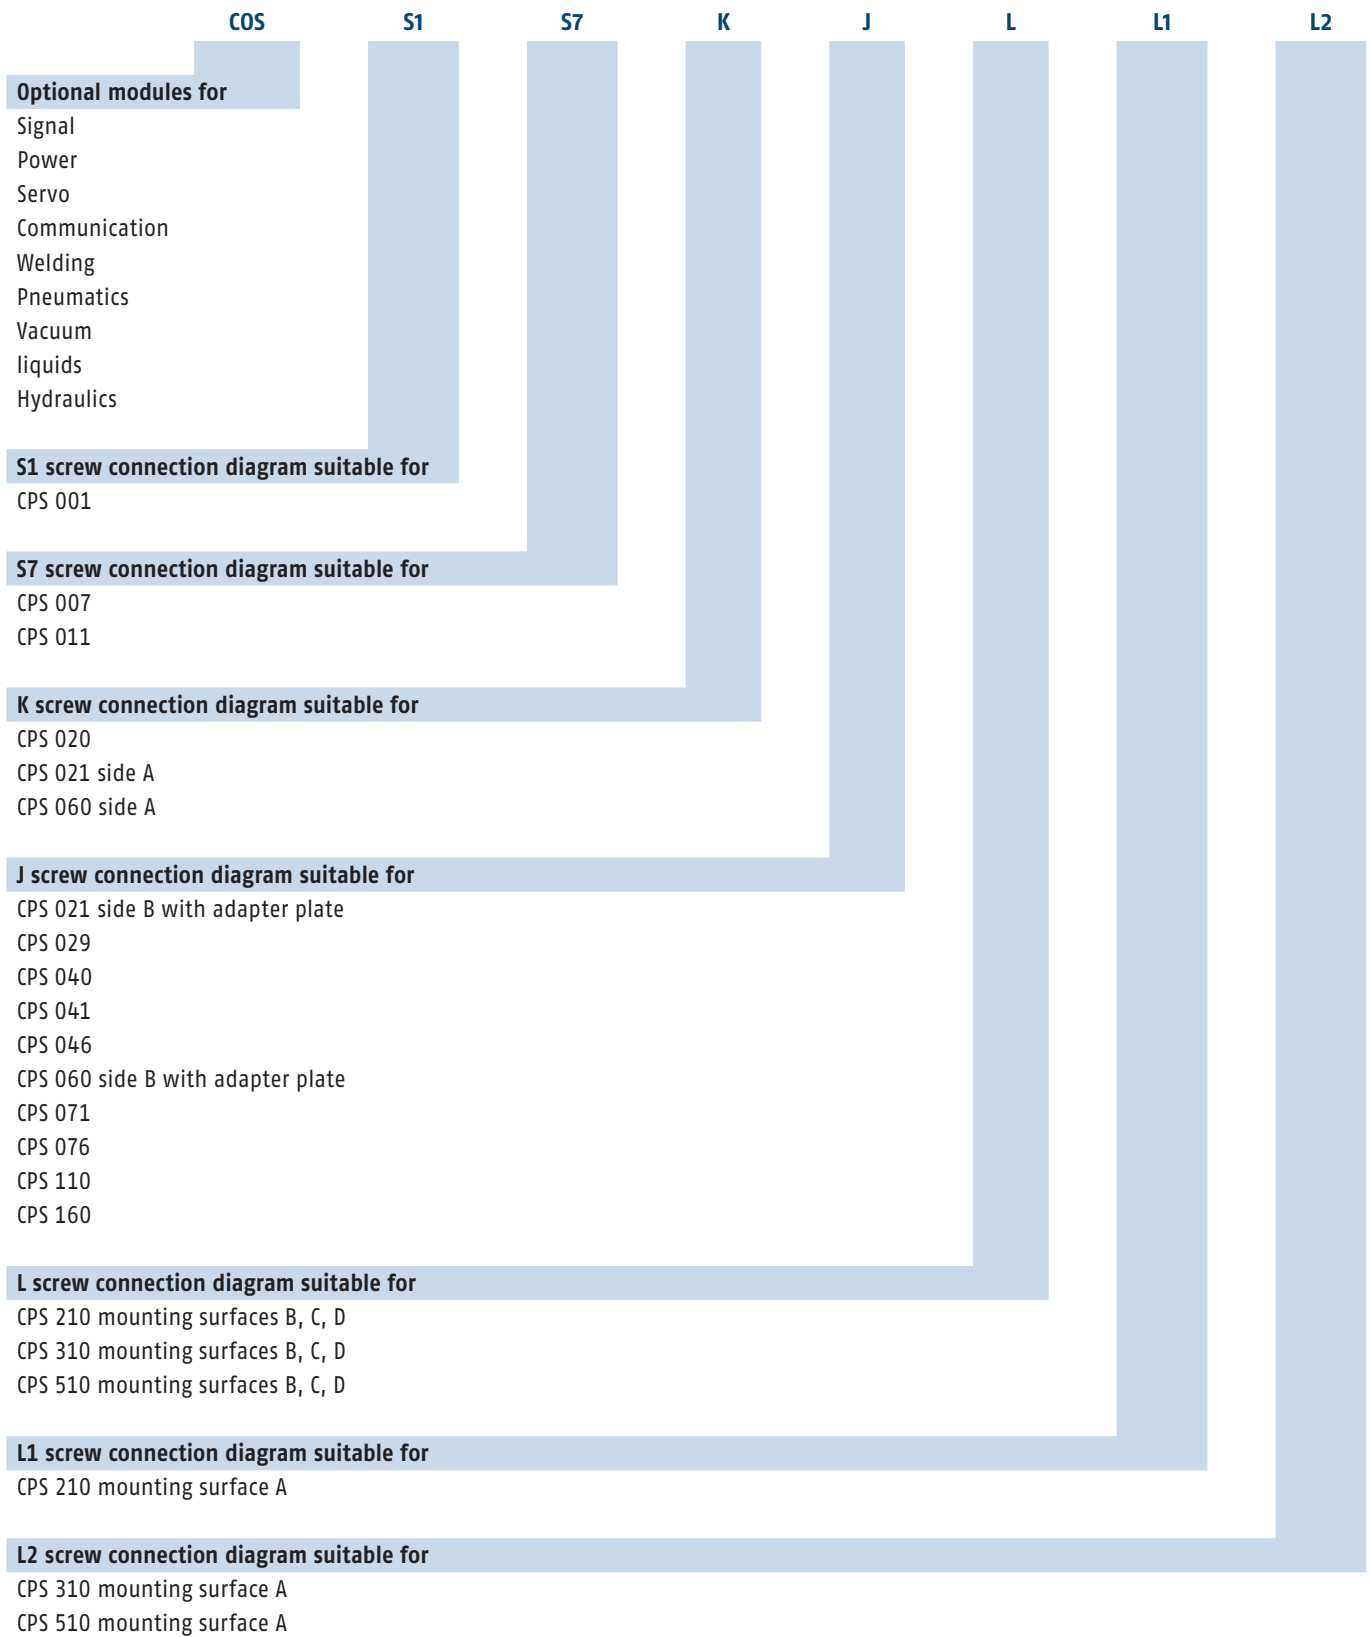 COS S1 S7 K J L L1 L2
Optional modules for
Signal
Power
Servo
Communication
Welding
Pneumatics
Vacuum
liquids
Hydraulics
S1 screw connection diagram suitable for
CPS 001
S7 screw connection diagram suitable for
CPS 007
CPS 011
K screw connection diagram suitable for
CPS 020
CPS 021 side A
CPS 060 side A
J screw connection diagram suitable for
CPS 021 side B with adapter plate
CPS 029
CPS 040
CPS 041
CPS 046
CPS 060 side B with adapter plate
CPS 071
CPS 076
CPS 110
CPS 160
L screw connection diagram suitable for
CPS 210 mounting surfaces B, C, D
CPS 310 mounting surfaces B, C, D
CPS 510 mounting surfaces B, C, D
L1 screw connection diagram suitable for
CPS 210 mounting surface A
L2 screw connection diagram suitable for
CPS 310 mounting surface A
CPS 510 mounting surface A